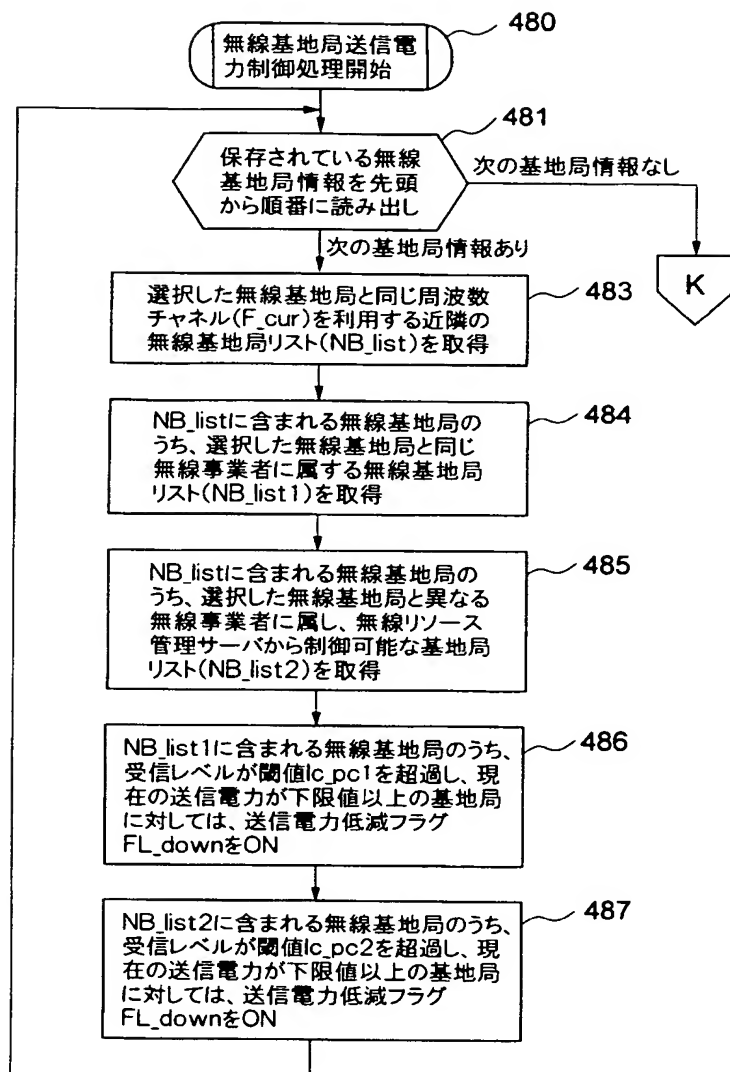 無線基地局送信電
力制御処理開始
480
481
保存されている無線
基地局情報を先頭
から順番に読み出し
次の基地局情報なし
次の基地局情報あり
K
選択した無線基地局と同じ周波数
チャネル(F_cur)を利用する近隣の
無線基地局リスト(NB_list)を取得
483
NB_listに含まれる無線基地局の
うち、選択した無線基地局と同じ
無線事業者に属する無線基地局
リスト(NB_list1)を取得
484
NB_listに含まれる無線基地局の
うち、選択した無線基地局と異なる
無線事業者に属し、無線リソース
管理サーバから制御可能な基地局
リスト(NB_list2)を取得
485
NB_list1に含まれる無線基地局のうち、
受信レベルが閾値Ic_pc1を超過し、現
在の送信電力が下限値以上の基地局
に対しては、送信電力低減フラグ
FL_downをON
486
NB_list2に含まれる無線基地局のうち、
受信レベルが閾値Ic_pc2を超過し、現
在の送信電力が下限値以上の基地局
に対しては、送信電力低減フラグ
FL_downをON
487